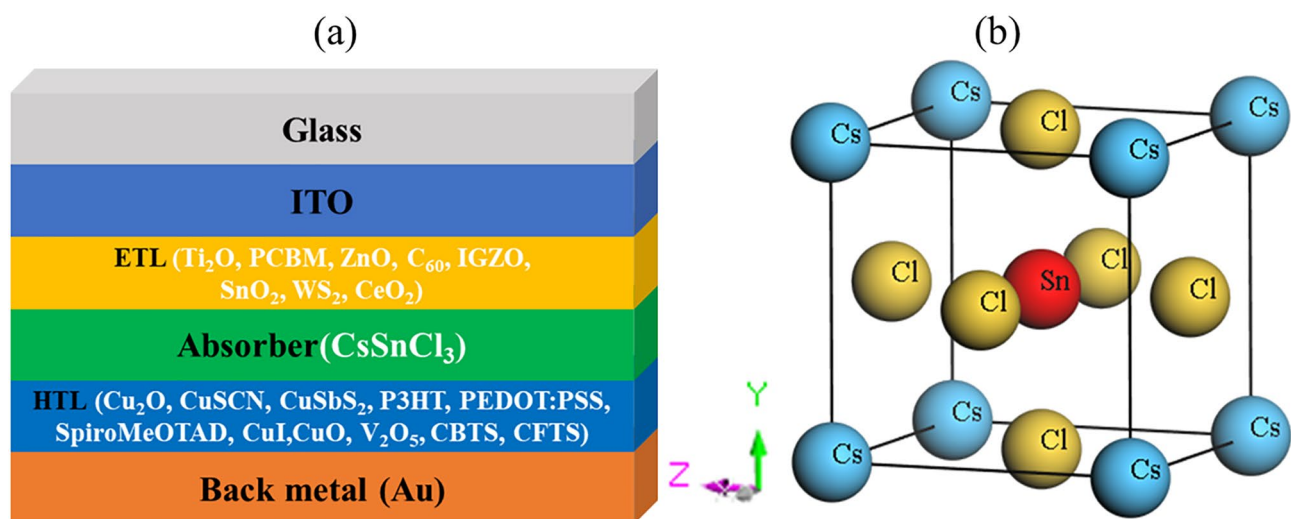 (a)
Glass
ITO
ETL (Ti₂O, PCBM, ZnO, C₆₀, IGZO,
SnO₂, WS₂, CeO₂)
Absorber(CsSnCl₃)
HTL (Cu₂O, CuSCN, CuSbS₂, P3HT, PEDOT:PSS,
SpiroMeOTAD, CuI,CuO, V₂O₅, CBTS, CFTS)
Back metal (Au)
(b)
Cs
Cs
Cl
Cs
Cs
Cl
Cl
Sn
Cl
Cl
Cs
Cs
Cl
Cs
Cs
Y
Z